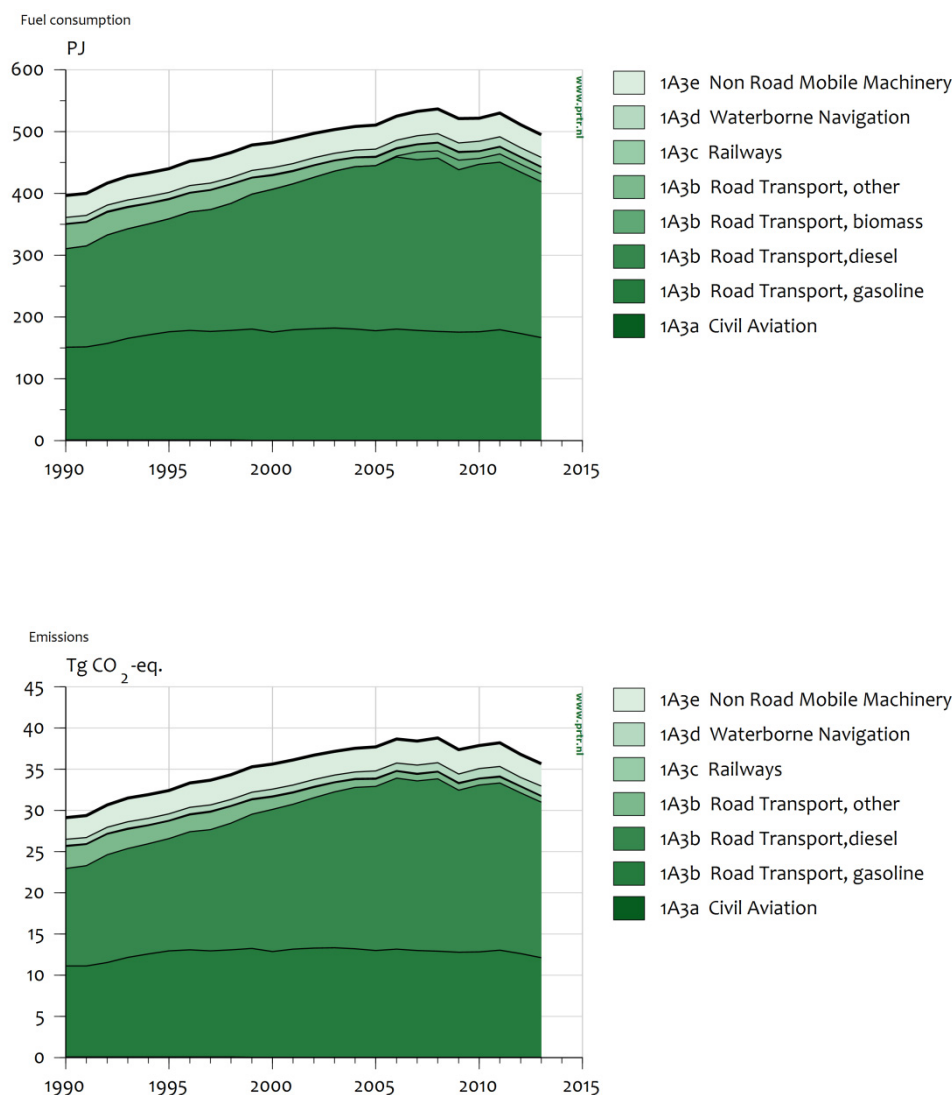 Fuel consumption
PJ
600
500
400
300
200
100
0
1990
1995
2000
2005
2010
2015
www.prtr.nl
1A3e Non Road Mobile Machinery
1A3d Waterborne Navigation
1A3c Railways
1A3b Road Transport, other
1A3b Road Transport, biomass
1A3b Road Transport,diesel
1A3b Road Transport, gasoline
1A3a Civil Aviation
Emissions
Tg CO2-eq.
45
40
35
30
25
20
15
10
5
0
1990
1995
2000
2005
2010
2015
www.prtr.nl
1A3e Non Road Mobile Machinery
1A3d Waterborne Navigation
1A3c Railways
1A3b Road Transport, other
1A3b Road Transport,diesel
1A3b Road Transport, gasoline
1A3a Civil Aviation